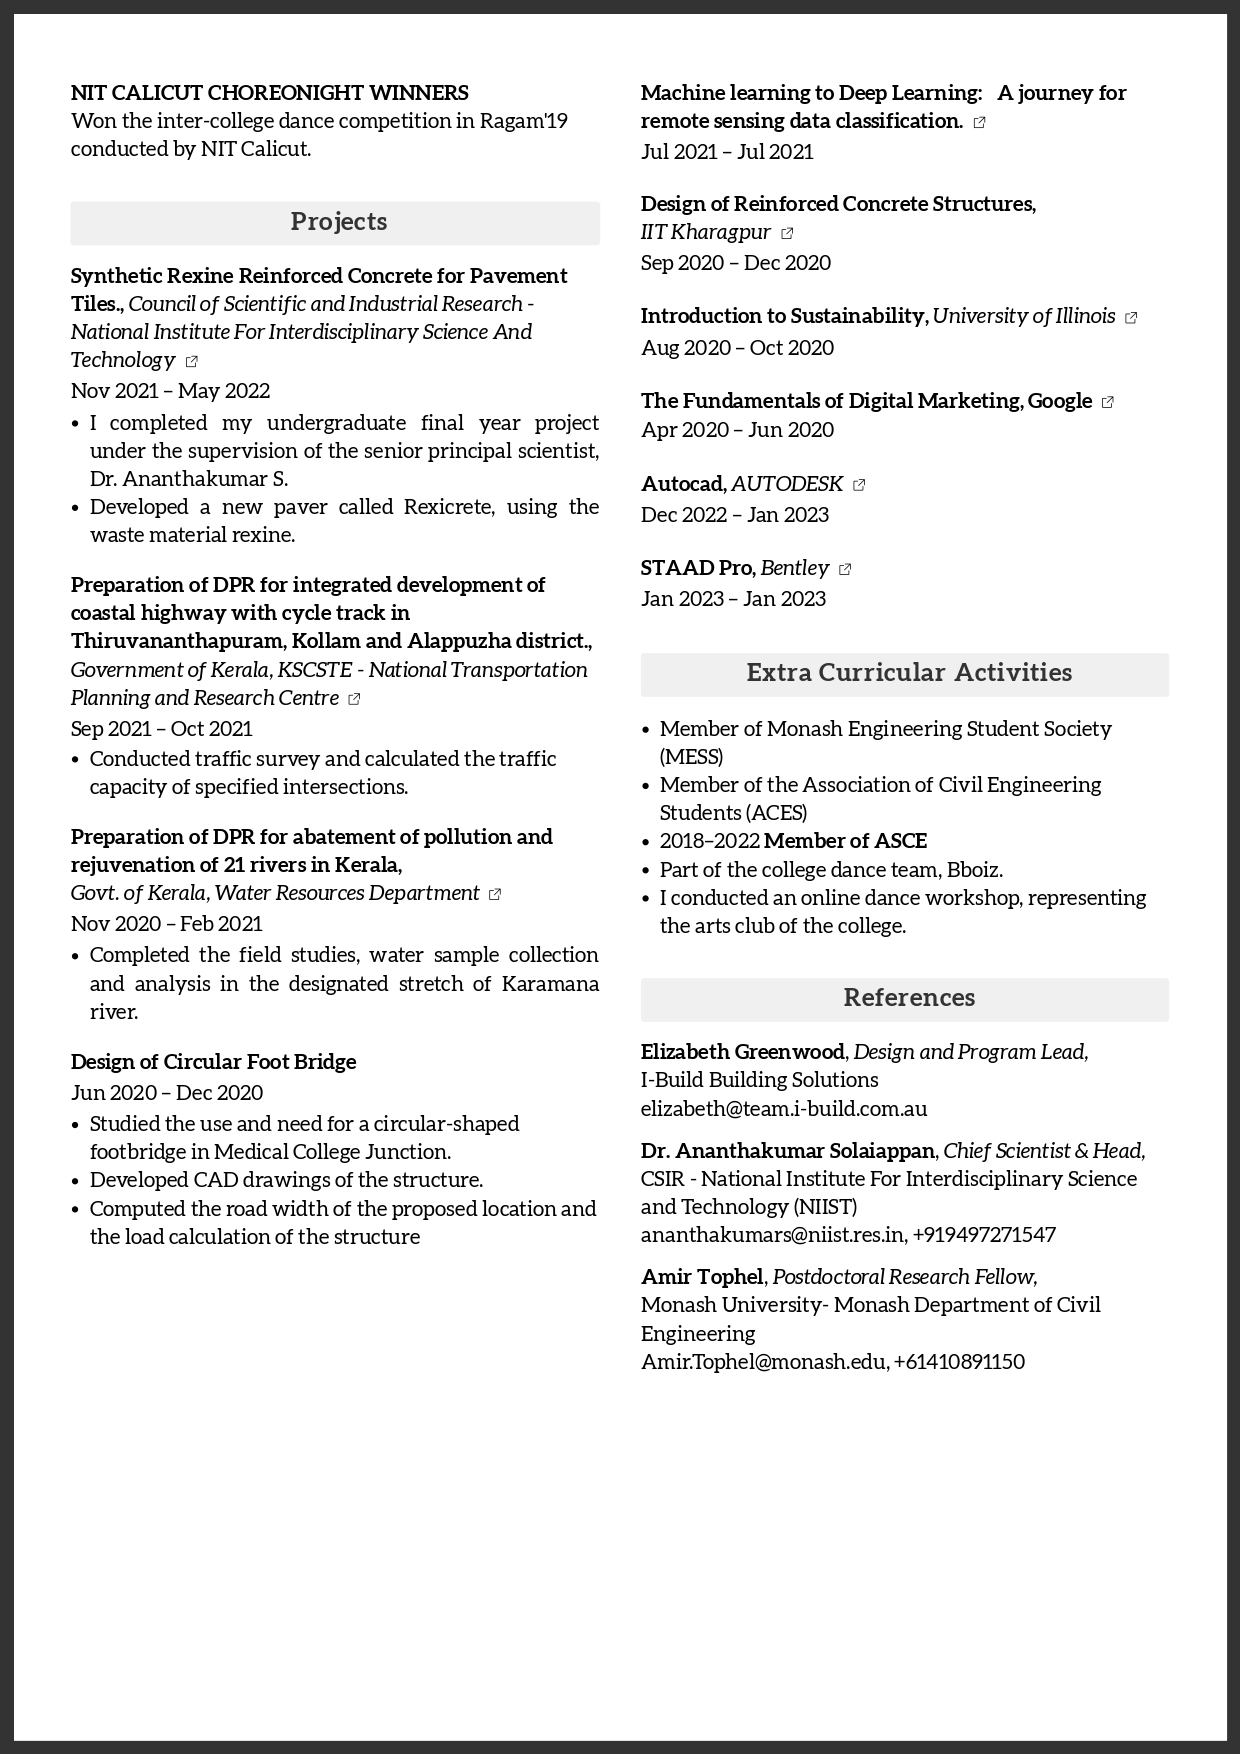 NIT CALICUT CHOREONIGHT WINNERS
Won the inter-college dance competition in Ragam'19
conducted by NIT Calicut.
Projects
Synthetic Rexine Reinforced Concrete for Pavement
Tiles., Council of Scientific and Industrial Research -
National Institute For Interdisciplinary Science And
Technology
Nov 2021 – May 2022
• I completed my undergraduate final year project
under the supervision of the senior principal scientist,
Dr. Ananthakumar S.
• Developed a new paver called Rexicrete, using the
waste material rexine.
Preparation of DPR for integrated development of
coastal highway with cycle track in
Thiruvananthapuram, Kollam and Alappuzha district.,
Government of Kerala, KSCSTE - National Transportation
Planning and Research Centre
Sep 2021 – Oct 2021
• Conducted traffic survey and calculated the traffic
capacity of specified intersections.
Preparation of DPR for abatement of pollution and
rejuvenation of 21 rivers in Kerala,
Govt. of Kerala, Water Resources Department
Nov 2020 – Feb 2021
• Completed the field studies, water sample collection
and analysis in the designated stretch of Karamana
river.
Design of Circular Foot Bridge
Jun 2020 – Dec 2020
• Studied the use and need for a circular-shaped
footbridge in Medical College Junction.
• Developed CAD drawings of the structure.
• Computed the road width of the proposed location and
the load calculation of the structure
Machine learning to Deep Learning: A journey for
remote sensing data classification.
Jul 2021 – Jul 2021
Design of Reinforced Concrete Structures,
IIT Kharagpur
Sep 2020 – Dec 2020
Introduction to Sustainability, University of Illinois
Aug 2020 – Oct 2020
The Fundamentals of Digital Marketing, Google
Apr 2020 – Jun 2020
Autocad, AUTODESK
Dec 2022 – Jan 2023
STAAD Pro, Bentley
Jan 2023 – Jan 2023
Extra Curricular Activities
• Member of Monash Engineering Student Society
(MESS)
• Member of the Association of Civil Engineering
Students (ACES)
• 2018–2022 Member of ASCE
• Part of the college dance team, Bboiz.
• I conducted an online dance workshop, representing
the arts club of the college.
References
Elizabeth Greenwood, Design and Program Lead,
I-Build Building Solutions
elizabeth@team.i-build.com.au
Dr. Ananthakumar Solaiappan, Chief Scientist & Head,
CSIR - National Institute For Interdisciplinary Science
and Technology (NIIST)
ananthakumars@niist.res.in, +919497271547
Amir Tophel, Postdoctoral Research Fellow,
Monash University- Monash Department of Civil
Engineering
Amir.Tophel@monash.edu, +61410891150